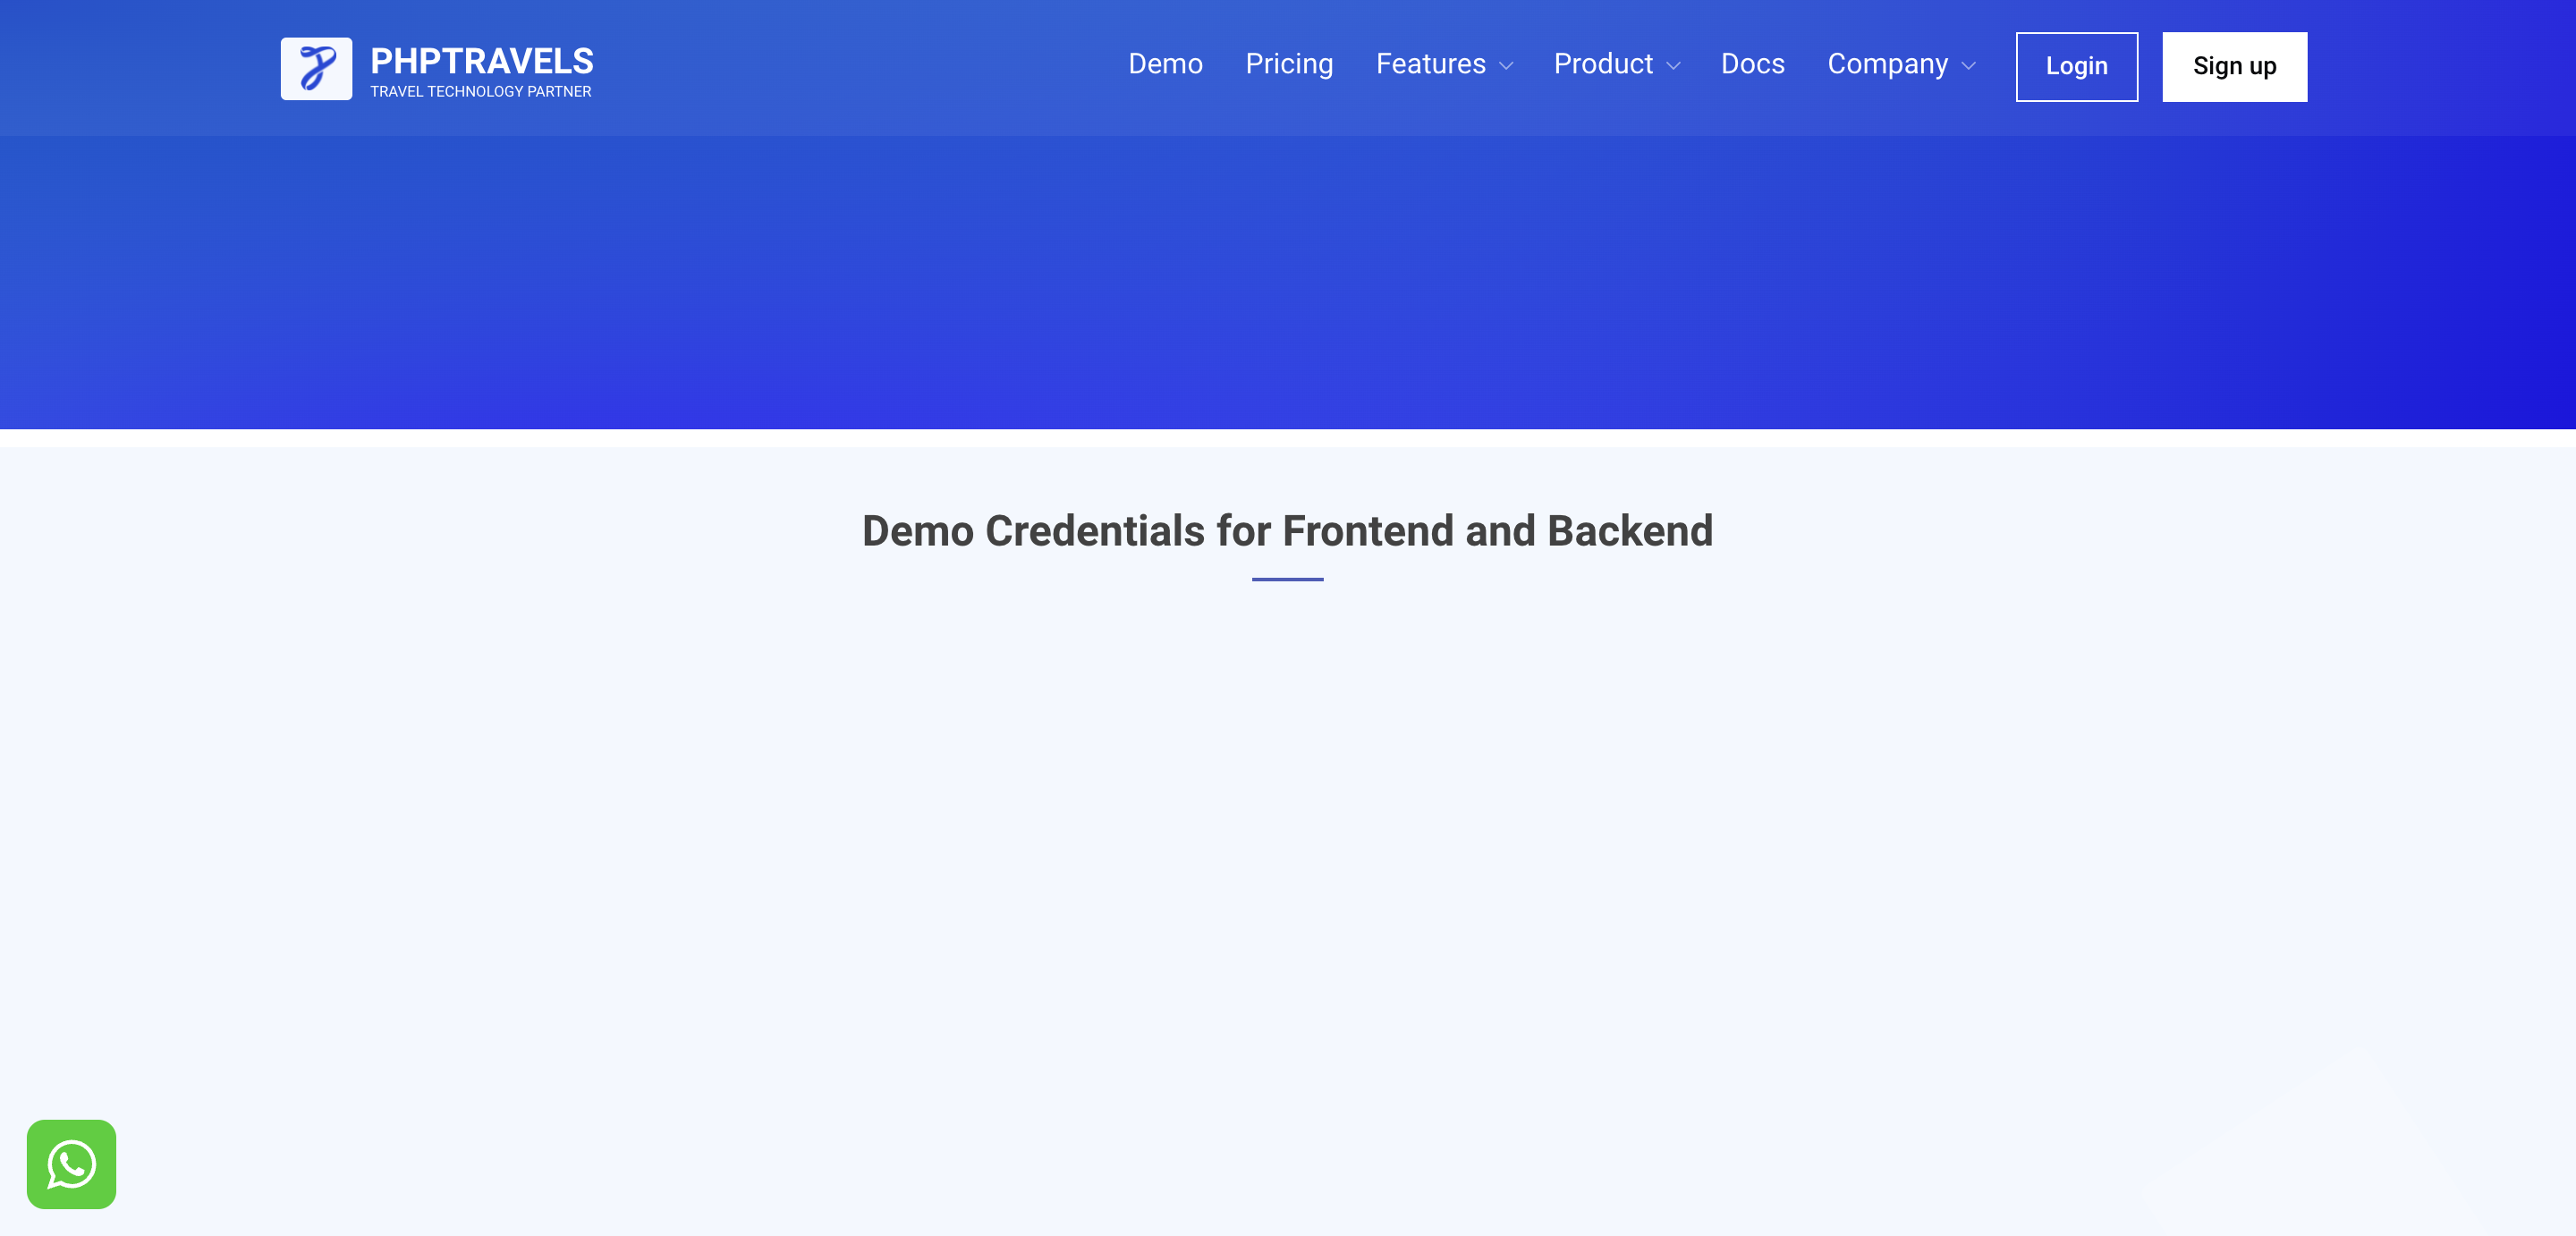 PHPTRAVELS
TRAVEL TECHNOLOGY PARTNER
Demo Pricing Features Product Docs Company Login Sign up
Demo Credentials for Frontend and Backend